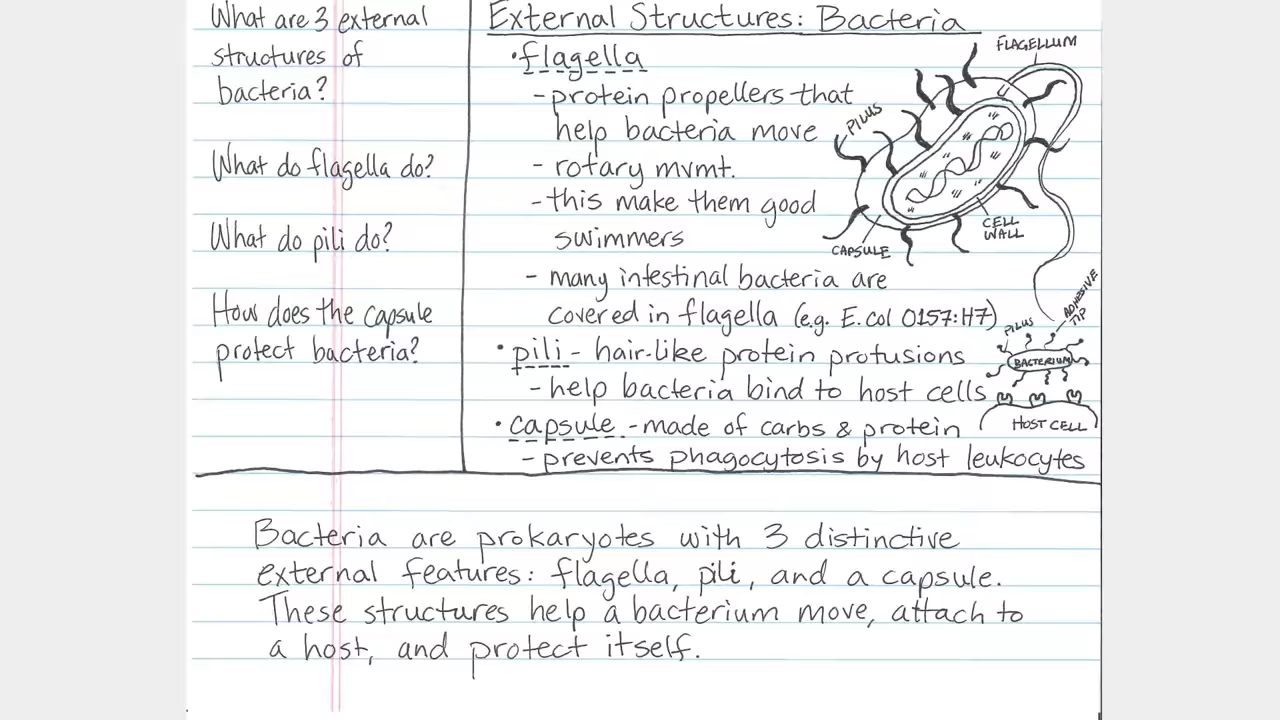 What are 3 external
structures of
bacteria?
What do flagella do?
What do pili do?
How does the capsule
protect bacteria?
External Structures: Bacteria
• flagella
- protein propellers that
help bacteria move
- rotary mvmt.
- this make them good
swimmers
- many intestinal bacteria are
covered in flagella (e.g. E.col O157:H7)
• pili - hair-like protein protusions
- help bacteria bind to host cells
• capsule - made of carbs & protein
- prevents phagocytosis by host leukocytes
FLAGELLUM
PILUS
CELL
WALL
CAPSULE
ADHESIVE
TIP
PILUS
BACTERIUM
HOST CELL
Bacteria are prokaryotes with 3 distinctive
external features: flagella, pili, and a capsule.
These structures help a bacterium move, attach to
a host, and protect itself.